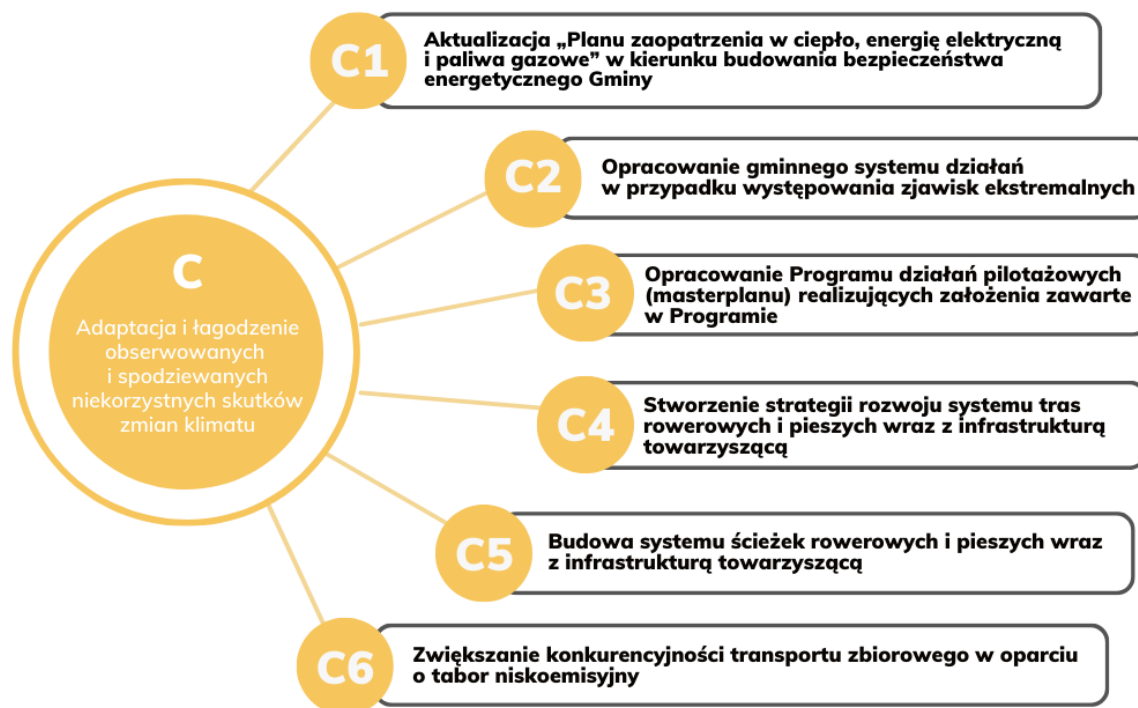 C1
Aktualizacja „Planu zaopatrzenia w ciepło, energię elektryczną
i paliwa gazowe” w kierunku budowania bezpieczeństwa
energetycznego Gminy
C2
Opracowanie gminnego systemu działań
w przypadku występowania zjawisk ekstremalnych
C
Adaptacja i łagodzenie
obserwowanych
i spodziewanych
niekorzystnych skutków
zmian klimatu
C3
Opracowanie Programu działań pilotażowych
(masterplanu) realizujących założenia zawarte
w Programie
C4
Stworzenie strategii rozwoju systemu tras
rowerowych i pieszych wraz z infrastrukturą
towarzyszącą
C5
Budowa systemu ścieżek rowerowych i pieszych wraz
z infrastrukturą towarzyszącą
C6
Zwiększanie konkurencyjności transportu zbiorowego w oparciu
o tabor niskoemisyjny